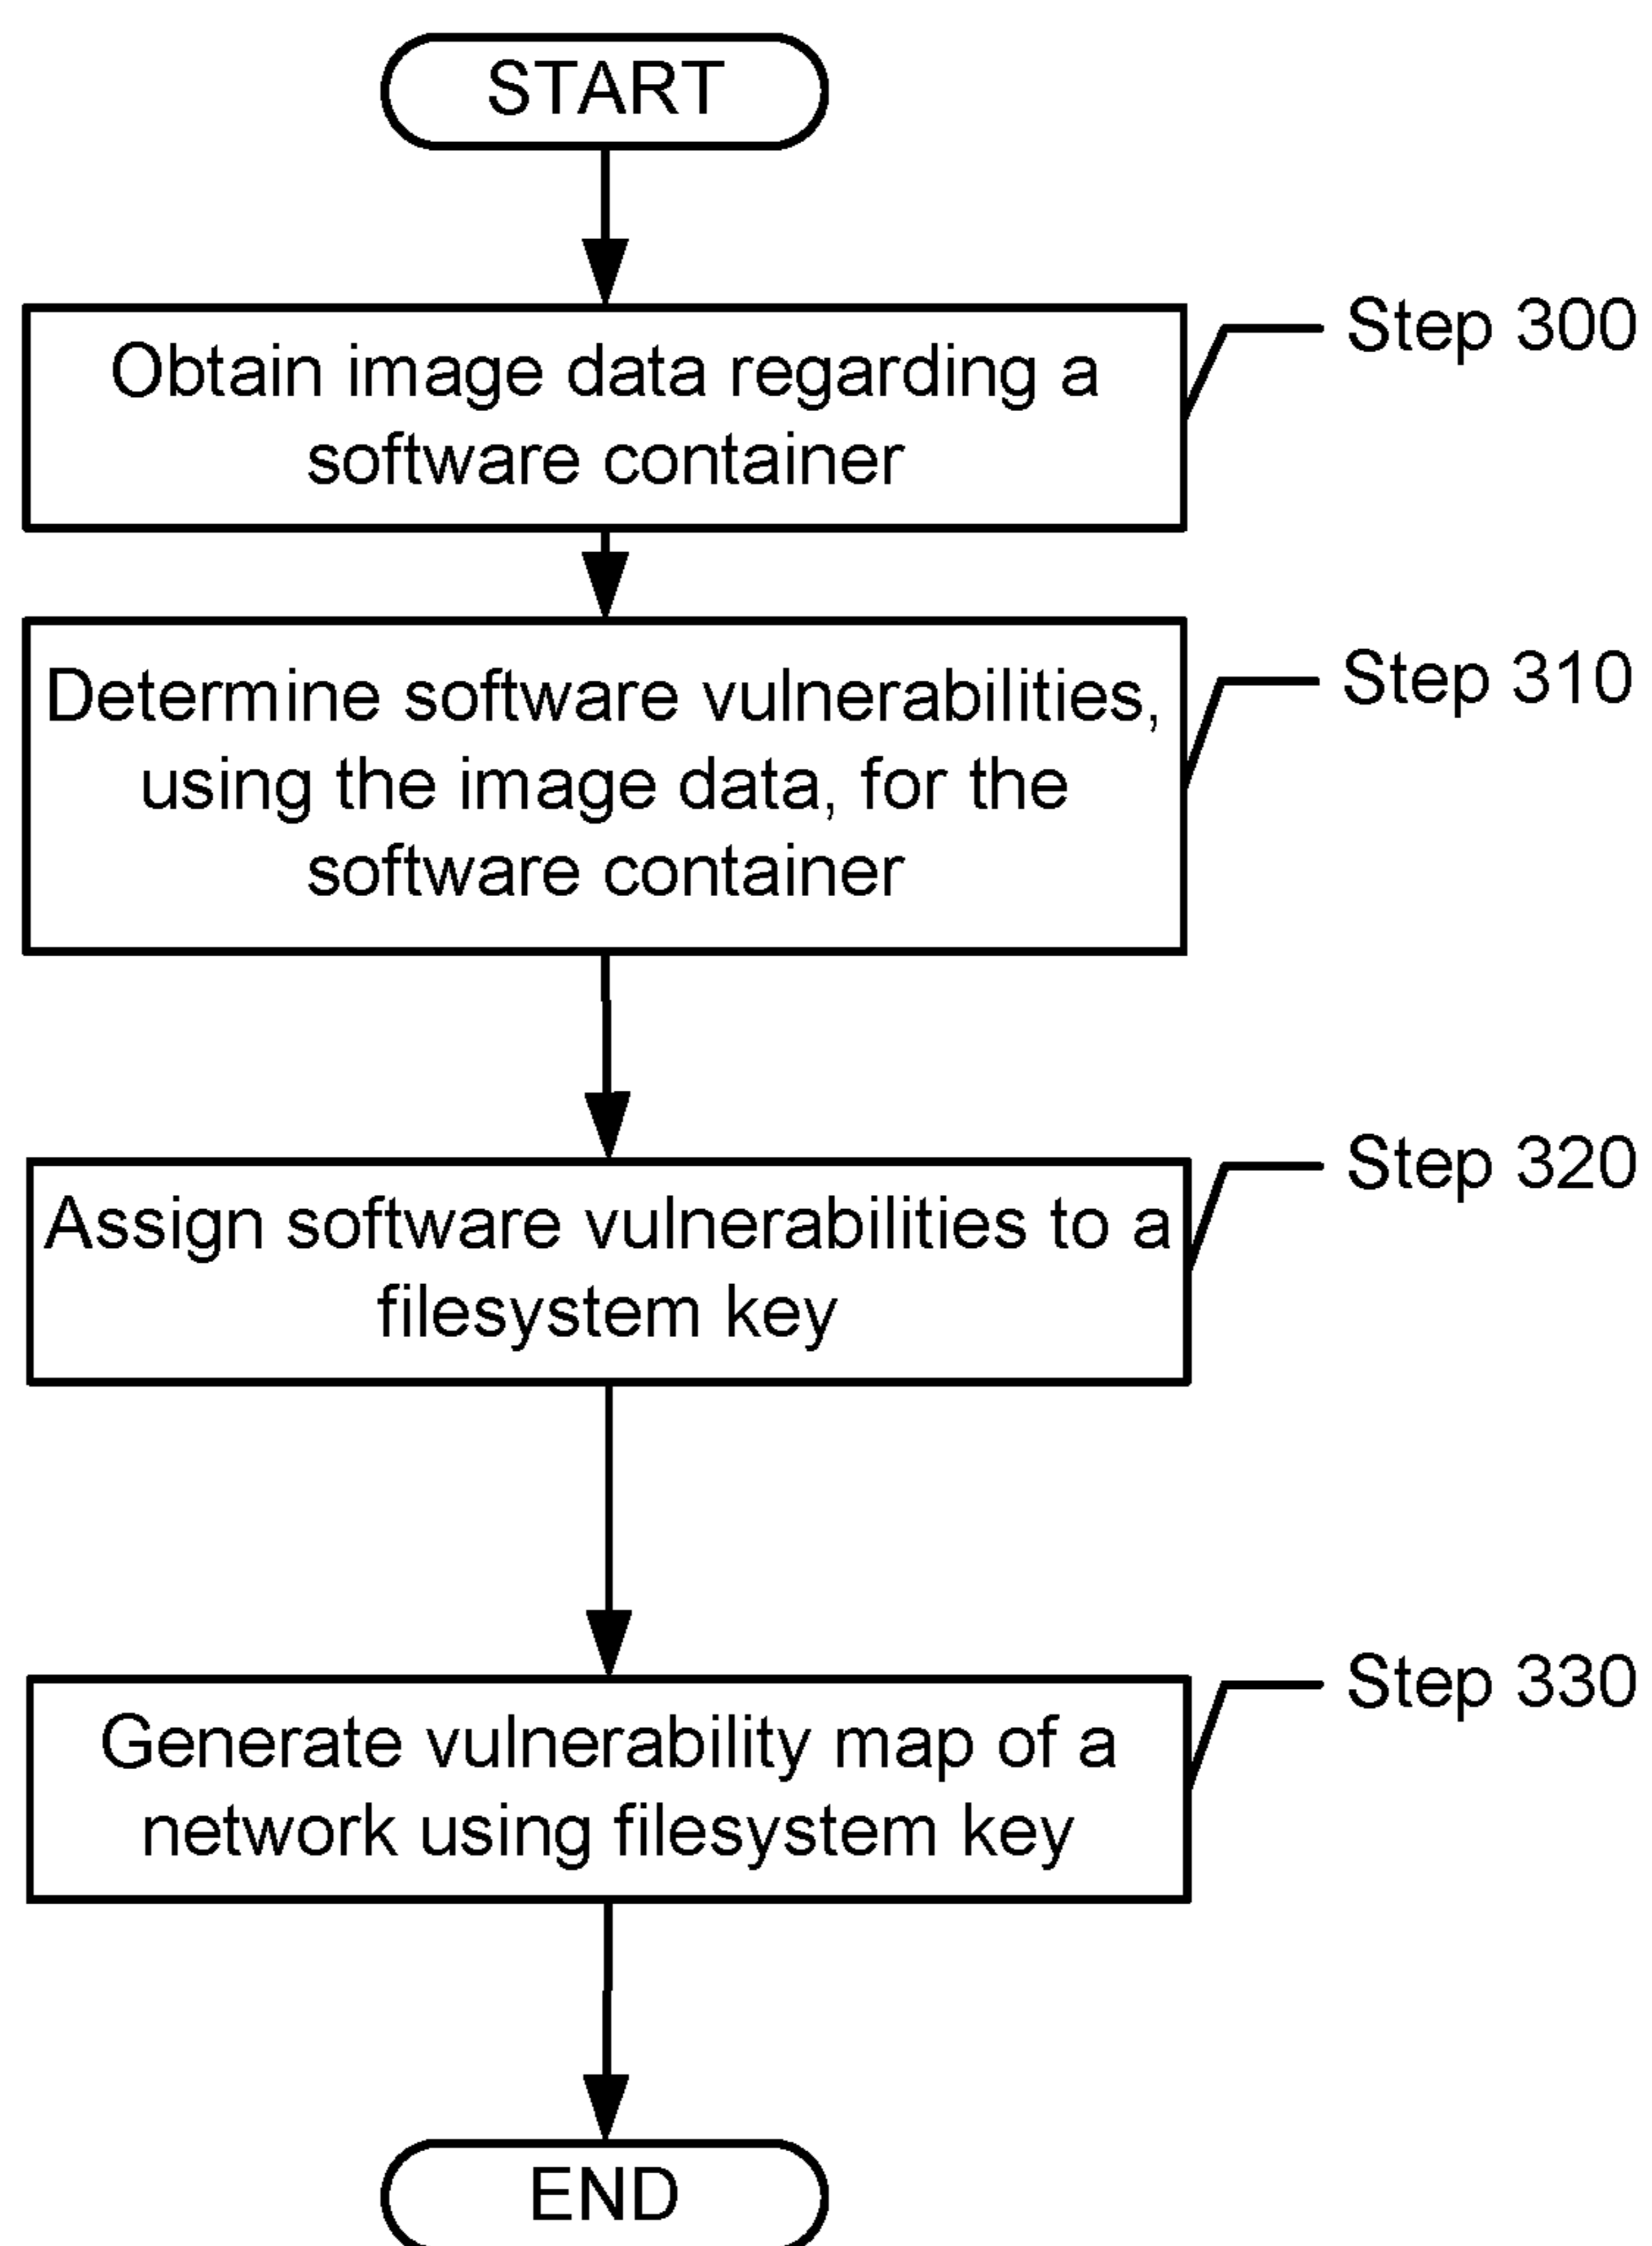 START
Obtain image data regarding a
software container
Step 300
Determine software vulnerabilities,
using the image data, for the
software container
Step 310
Assign software vulnerabilities to a
filesystem key
Step 320
Generate vulnerability map of a
network using filesystem key
Step 330
END